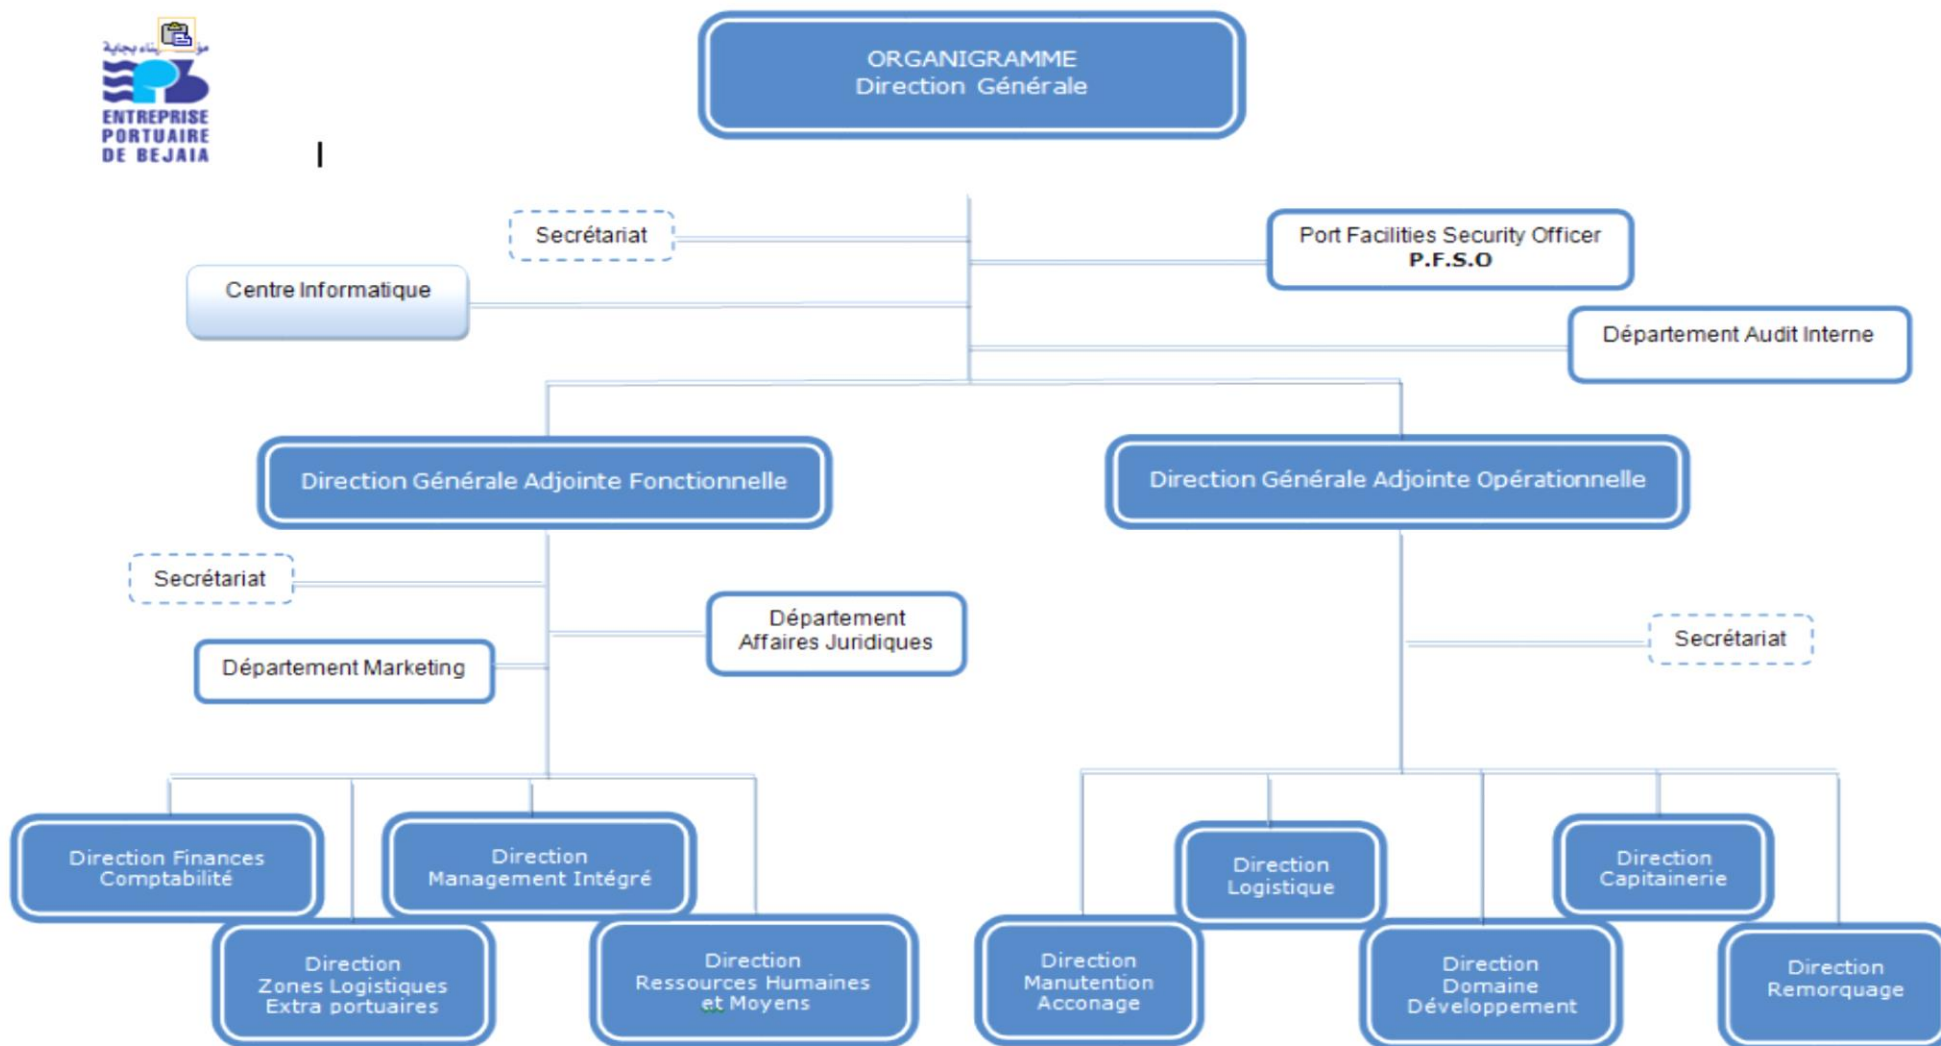 ENTREPRISE
PORTUAIRE
DE BEJAIA
ORGANIGRAMME
Direction Générale
Secrétariat
Port Facilities Security Officer
P.F.S.O
Centre Informatique
Département Audit Interne
Direction Générale Adjointe Fonctionnelle
Direction Générale Adjointe Opérationnelle
Secrétariat
Département
Affaires Juridiques
Département Marketing
Secrétariat
Direction Finances
Comptabilité
Direction
Management Intégré
Direction
Logistique
Direction
Capitainerie
Direction
Zones Logistiques
Extra portuaires
Direction
Ressources Humaines
et Moyens
Direction
Manutention
Acconage
Direction
Domaine
Développement
Direction
Remorquage